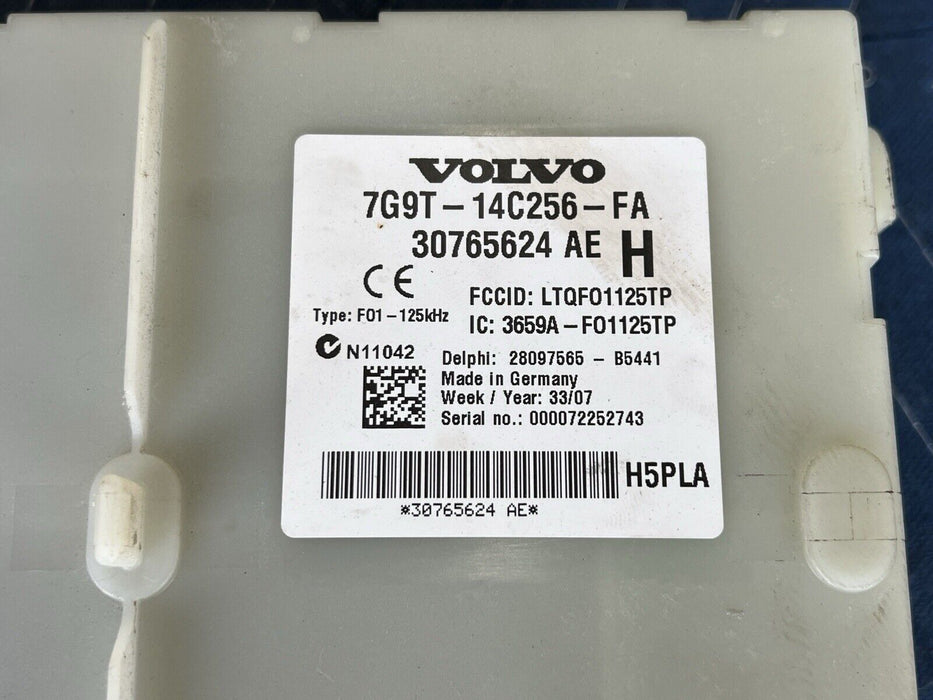 VOLVO
7G9T-14C256-FA
30765624 AE H
CE
FCCID: LTQFO1125TP
Type: FO1-125kHz
IC: 3659A-FO1125TP
N11042
Delphi: 28097565 - B5441
Made in Germany
Week / Year: 33/07
Serial no.: 000072252743
H5PLA
*30765624 AE*